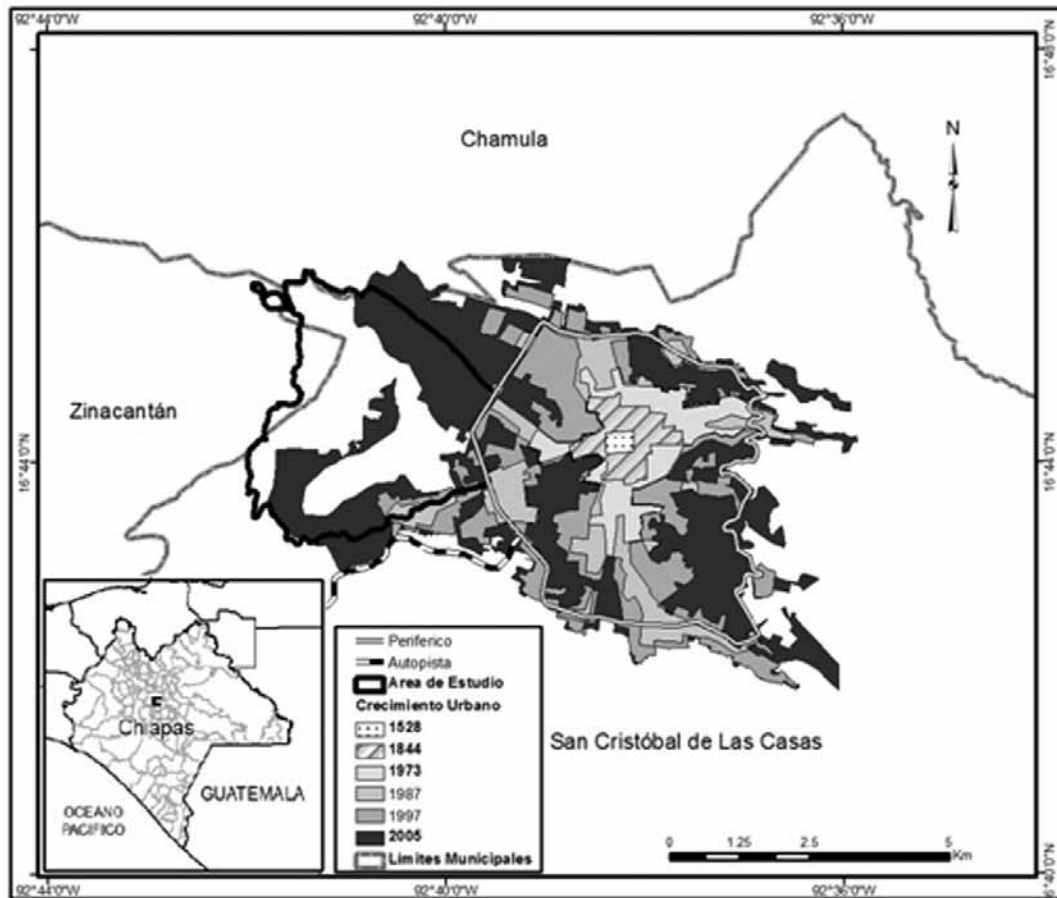 92°44'0"W
92°40'0"W
92°36'0"W
16°48'0"N
Chamula
N
Zinacantán
16°44'0"N
16°44'0"N
Periferico
Autopista
Area de Estudio
Crecimiento Urbano
1528
1844
1973
1987
1997
2005
Limites Municipales
Chiapas
GUATEMALA
OCEANO
PACIFICO
San Cristóbal de Las Casas
0
1.25
2.5
5
Km
16°40'0"N
92°44'0"W
92°40'0"W
92°36'0"W